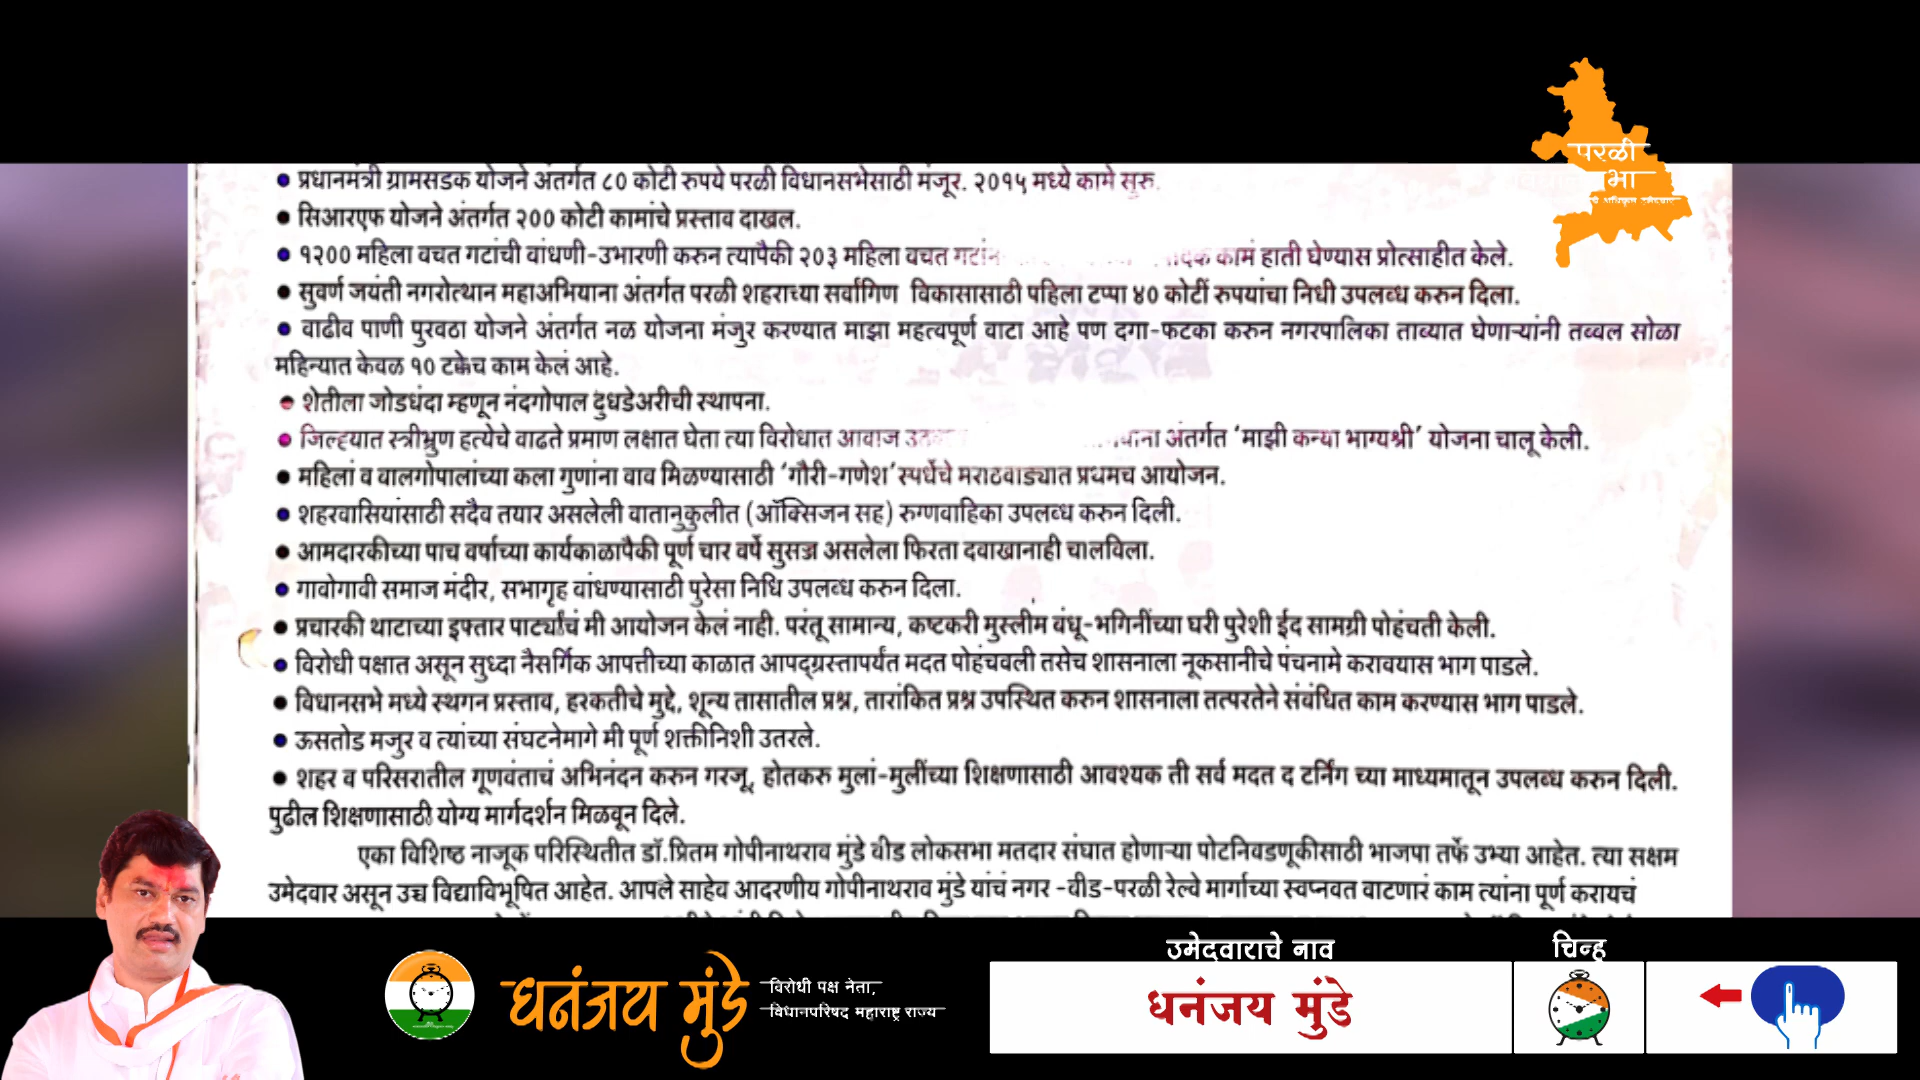 परळी
भा
• प्रधानमंत्री ग्रामसडक योजने अंतर्गत ८० कोटी रुपये परळी विधानसभेसाठी मंजूर. २०१५ मध्ये कामे सुरु.
• सिआरएफ योजने अंतर्गत २०० कोटी कामांचे प्रस्ताव दाखल.
• १२०० महिला बचत गटांची बांधणी-उभारणी करुन त्यापैकी २०३ महिला बचत कामं हाती घेण्यास प्रोत्साहीत केले.
• सुवर्ण जयंती नगरोत्थान महाअभियाना अंतर्गत परळी शहराच्या सर्वांगिण विकासासाठी पहिला टप्पा ४० कोटीं रुपयांचा निधी उपलब्ध करुन दिला.
• वाढीव पाणी पुरवठा योजने अंतर्गत नळ योजना मंजुर करण्यात माझा महत्वपूर्ण वाटा आहे पण दगा-फटका करुन नगरपालिका ताब्यात घेणाऱ्यांनी तब्बल सोळा
महिन्यात केवळ १० टक्केच काम केलं आहे.
• शेतीला जोडधंदा म्हणून नंदगोपाल दुधडेअरीची स्थापना.
• जिल्ह्यात स्त्रीभ्रुण हत्येचे वाढते प्रमाण लक्षात घेता त्या विरोधात आवाज अंतर्गत ‘माझी कन्या भाग्यश्री’ योजना चालू केली.
• महिलां व बालगोपालांच्या कला गुणांना वाव मिळण्यासाठी ‘गौरी-गणेश’ स्पर्धेचे मराठवाड्यात प्रथमच आयोजन.
• शहरवासियांसाठी सदैव तयार असलेली वातानुकुलीत (ऑक्सिजन सह) रुग्णवाहिका उपलब्ध करुन दिली.
• आमदारकीच्या पाच वर्षाच्या कार्यकाळापैकी पूर्ण चार वर्षे सुसज्ज असलेला फिरता दवाखानाही चालविला.
• गावोगावी समाज मंदीर, सभागृह बांधण्यासाठी पुरेसा निधि उपलब्ध करुन दिला.
• प्रचारकी थाटाच्या इफ्तार पार्ट्यांचं मी आयोजन केलं नाही. परंतू सामान्य, कष्टकरी मुस्लीम बंधू-भगिनींच्या घरी पुरेशी ईद सामग्री पोहंचती केली.
• विरोधी पक्षात असून सुध्दा नैसर्गिक आपत्तीच्या काळात आपद्ग्रस्तापर्यंत मदत पोहंचवली तसेच शासनाला नूकसानीचे पंचनामे करावयास भाग पाडले.
• विधानसभे मध्ये स्थगन प्रस्ताव, हरकतीचे मुद्दे, शून्य तासातील प्रश्न, तारांकित प्रश्न उपस्थित करुन शासनाला तत्परतेने संबंधित काम करण्यास भाग पाडले.
• ऊसतोड मजुर व त्यांच्या संघटनेमागे मी पूर्ण शक्तीनिशी उतरले.
• शहर व परिसरातील गूणवंताचं अभिनंदन करुन गरजू, होतकरु मुलां-मुलींच्या शिक्षणासाठी आवश्यक ती सर्व मदत द टर्निंग च्या माध्यमातून उपलब्ध करुन दिली.
पुढील शिक्षणासाठी योग्य मार्गदर्शन मिळवून दिले.
एका विशिष्ठ नाजूक परिस्थितीत डॉ.प्रितम गोपीनाथराव मुंडे बीड लोकसभा मतदार संघात होणाऱ्या पोटनिवडणूकीसाठी भाजपा तर्फे उभ्या आहेत. त्या सक्षम
उमेदवार असून उच्च विद्याविभूषित आहेत. आपले साहेब आदरणीय गोपीनाथराव मुंडे यांचं नगर -बीड-परळी रेल्वे मार्गाच्या स्वप्नवत वाटणारं काम त्यांना पूर्ण करायचं
धनंजय मुंडे
विरोधी पक्ष नेता,
विधानपरिषद महाराष्ट्र राज्य
उमेदवाराचे नाव
धनंजय मुंडे
चिन्ह